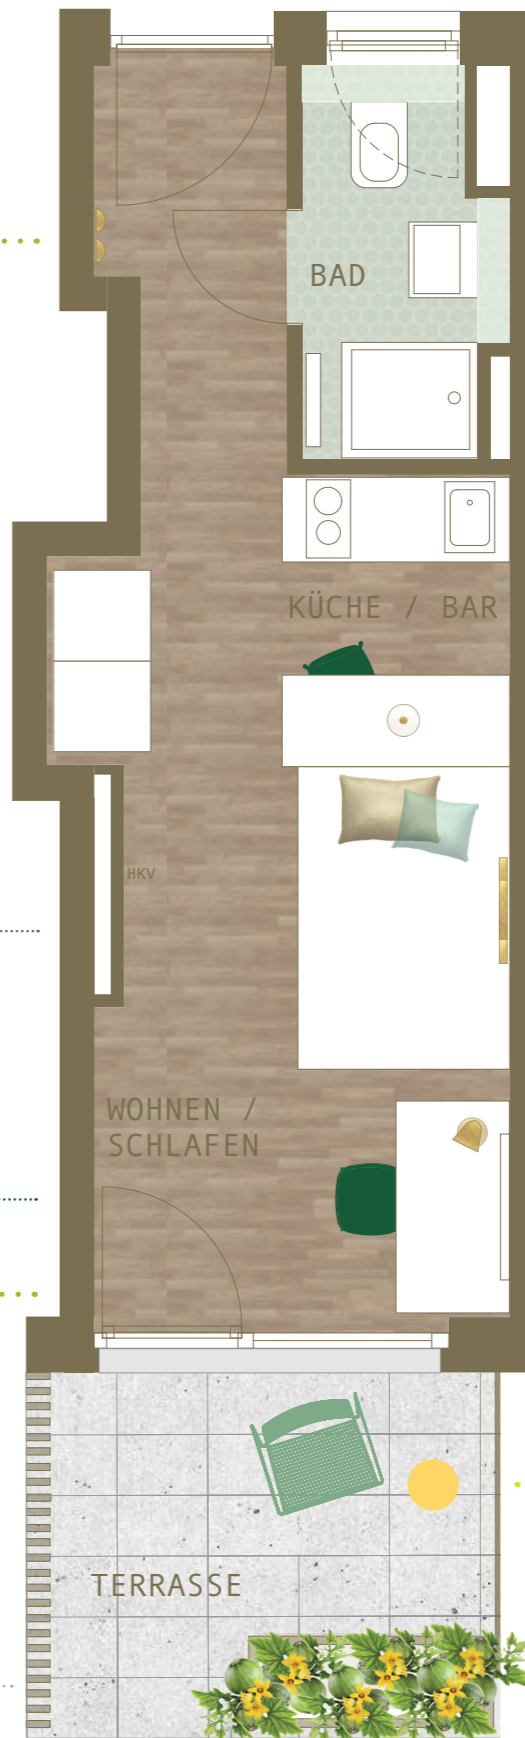 BAD
KÜCHE / BAR
HKV
WOHNEN /
SCHLAFEN
TERRASSE